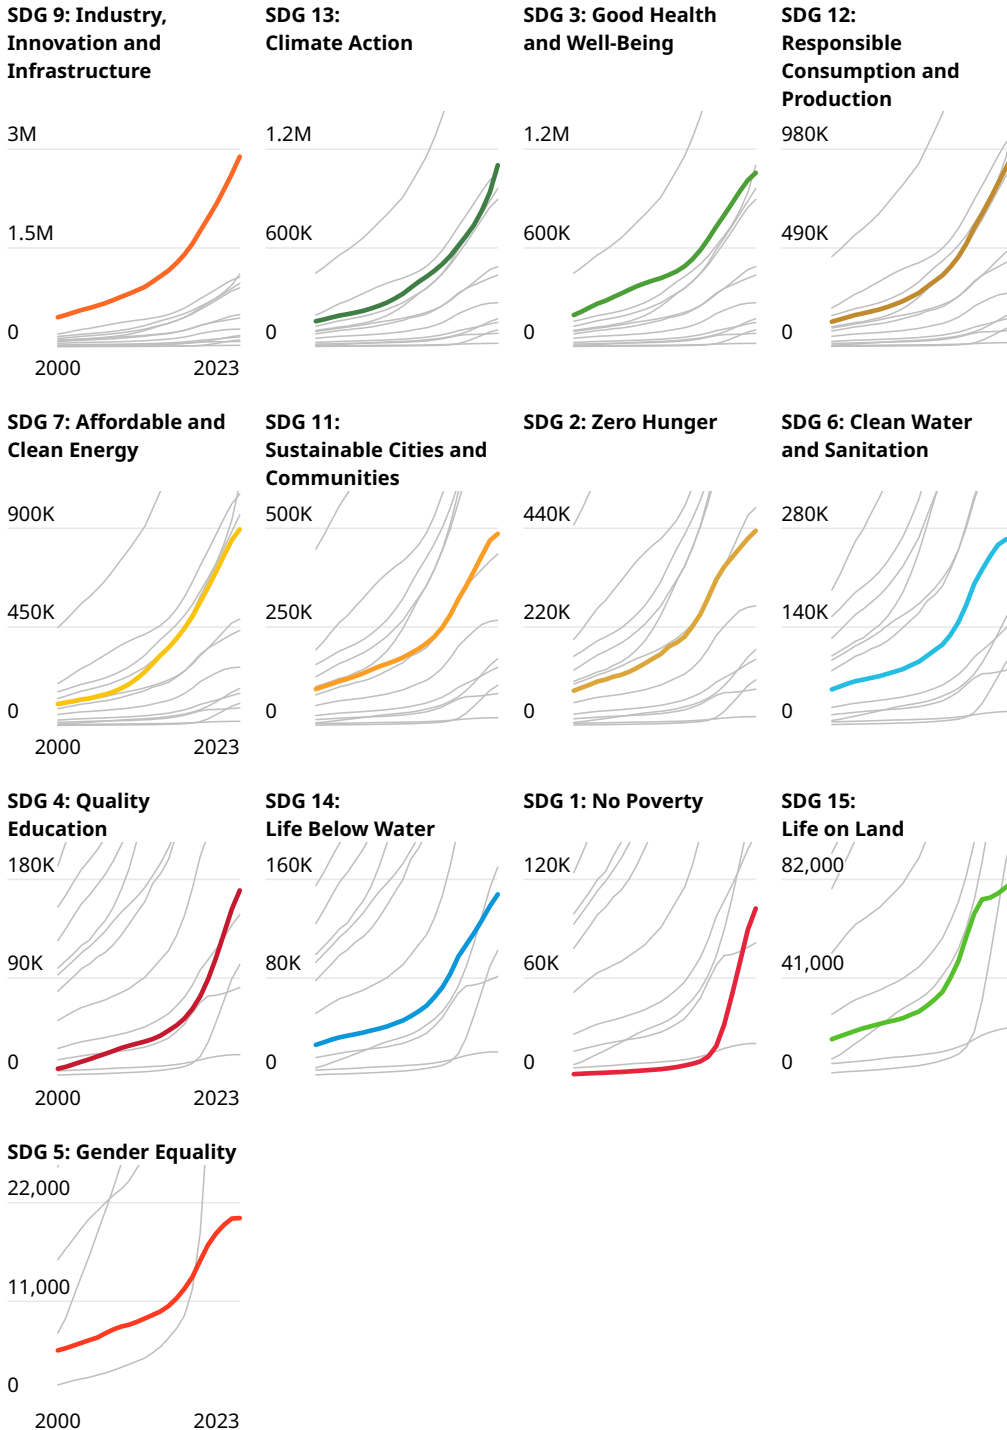 SDG 9: Industry,
Innovation and
Infrastructure
3M
1.5M
0
2000 2023
SDG 13:
Climate Action
1.2M
600K
0
SDG 3: Good Health
and Well-Being
1.2M
600K
0
SDG 12:
Responsible
Consumption and
Production
980K
490K
0
SDG 7: Affordable and
Clean Energy
900K
450K
0
2000 2023
SDG 11:
Sustainable Cities and
Communities
500K
250K
0
SDG 2: Zero Hunger
440K
220K
0
SDG 6: Clean Water
and Sanitation
280K
140K
0
SDG 4: Quality
Education
180K
90K
0
2000 2023
SDG 14:
Life Below Water
160K
80K
0
SDG 1: No Poverty
120K
60K
0
SDG 15:
Life on Land
82,000
41,000
0
SDG 5: Gender Equality
22,000
11,000
0
2000 2023